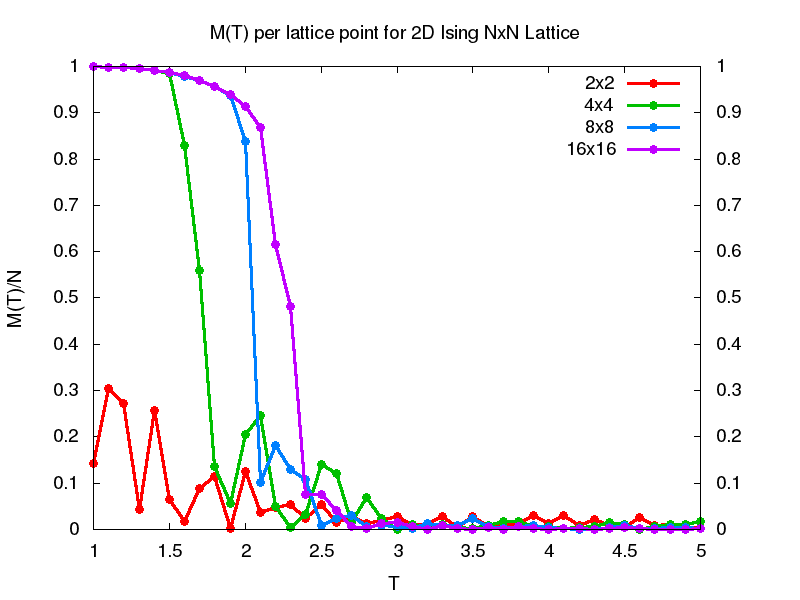 M(T) per lattice point for 2D Ising NxN Lattice
1 1
0.9 0.9
0.8 0.8
0.7 0.7
0.6 0.6
0.5 0.5
0.4 0.4
0.3 0.3
0.2 0.2
0.1 0.1
0 0
2x2
4x4
8x8
16x16
M(T)/N
1 1.5 2 2.5 3 3.5 4 4.5 5
T